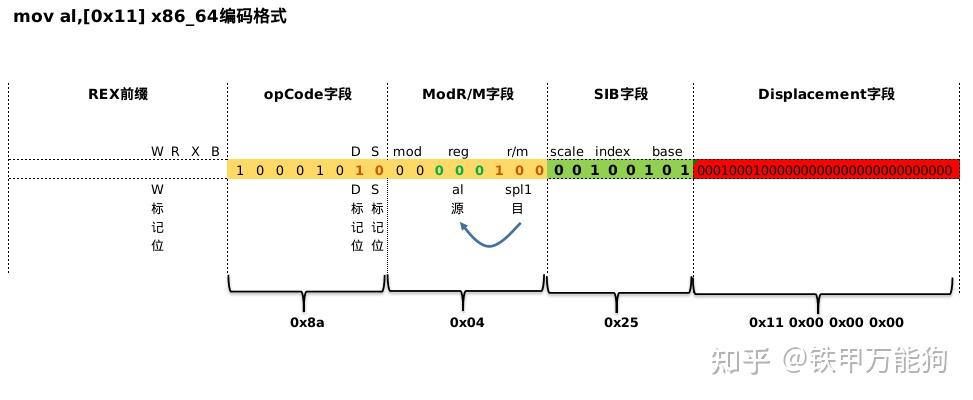 mov al,[0x11] x86_64编码格式
REX前缀 opCode字段 ModR/M字段 SIB字段 Displacement字段
W R X B D S mod reg r/m scale index base
1 0 0 0 1 0 1 0 0 0 0 0 0 1 0 0 0 0 1 0 0 1 0 1 00010001000000000000000000000000
W D S al spl1
标 标 标 源 目
记 记 记
位 位 位
0x8a 0x04 0x25 0x11 0x00 0x00 0x00
知乎 @铁甲万能狗